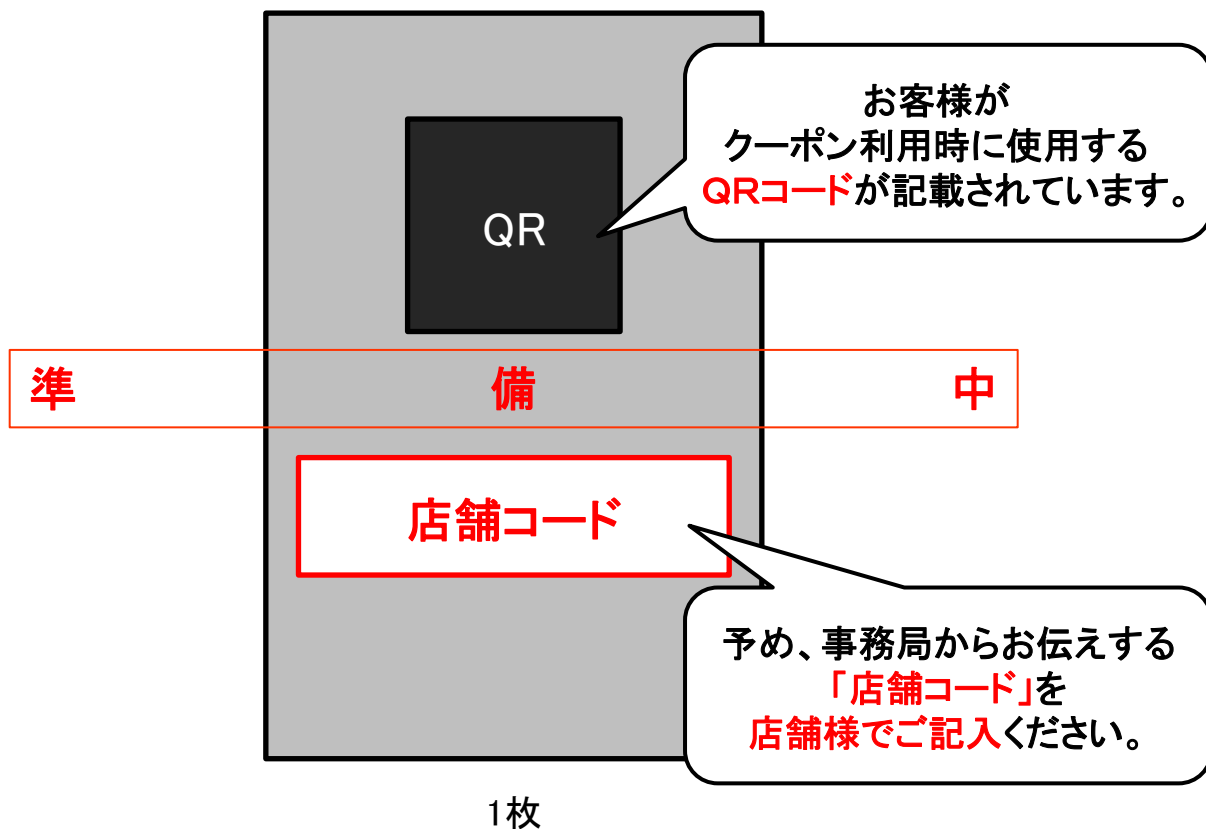 お客様が
クーポン利用時に使用する
QRコードが記載されています。
QR
準 備 中
店舗コード
予め、事務局からお伝えする
「店舗コード」を
店舗様でご記入ください。
1枚